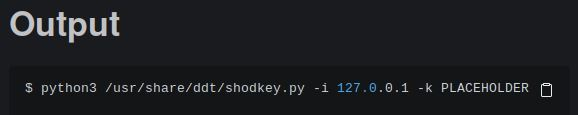 Output
$ python3 /usr/share/ddt/shodkey.py -i 127.0.0.1 -k PLACEHOLDER